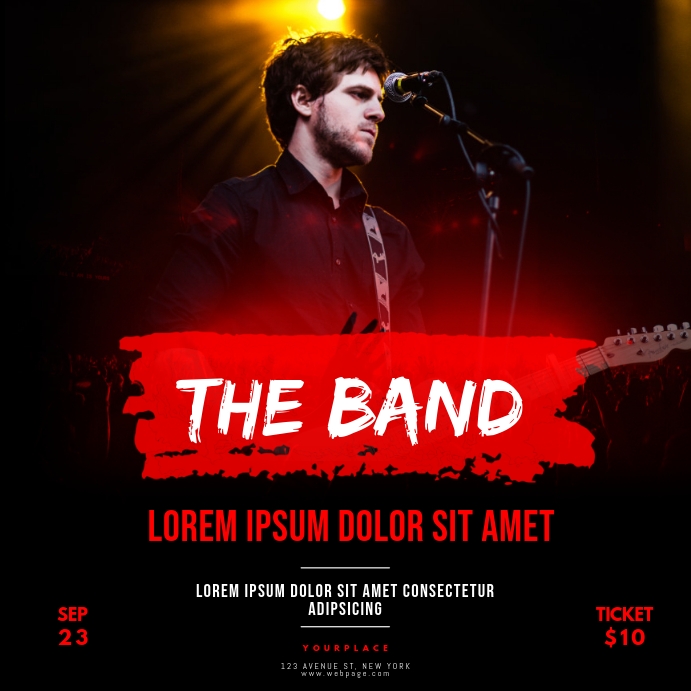 THE BAND
LOREM IPSUM DOLOR SIT AMET
LOREM IPSUM DOLOR SIT AMET CONSECTETUR
ADIPSICING
SEP
23
TICKET
$10
YOURPLACE
123 AVENUE ST, NEW YORK
www.webpage.com